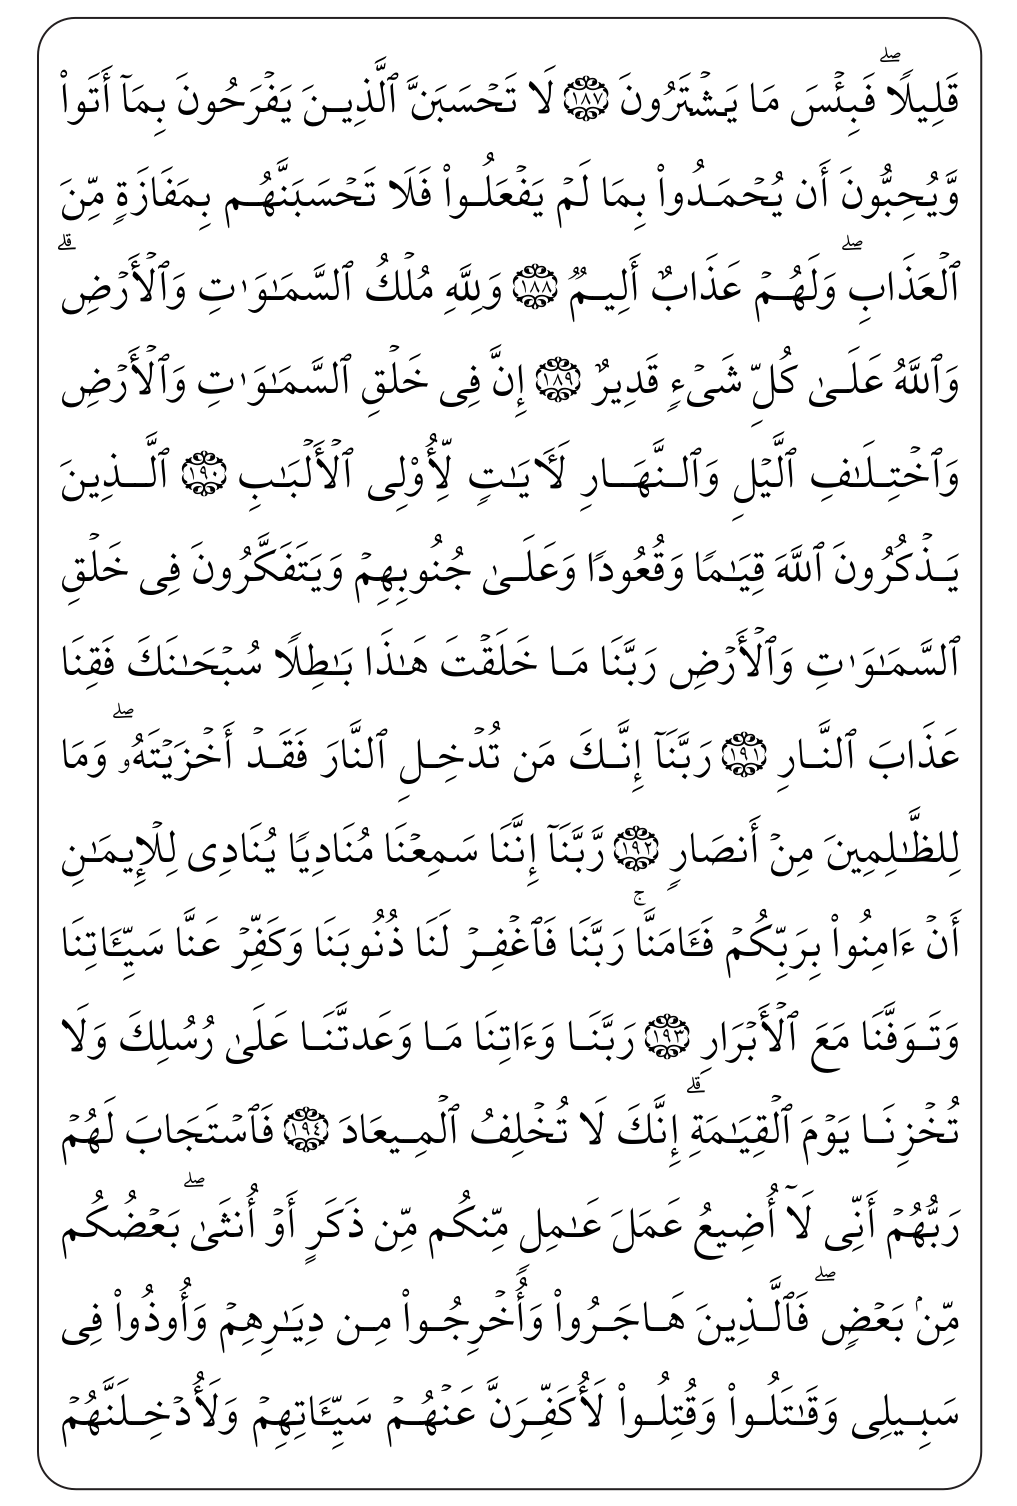 قَلِيلًاۖ فَبِئْسَ مَا يَشْتَرُونَ ۝١٨٧ لَا تَحْسَبَنَّ ٱلَّذِينَ يَفْرَحُونَ بِمَآ أَتَوا۟
وَّيُحِبُّونَ أَن يُحْمَدُوا۟ بِمَا لَمْ يَفْعَلُوا۟ فَلَا تَحْسَبَنَّهُم بِمَفَازَةٍ مِّنَ
ٱلْعَذَابِۖ وَلَهُمْ عَذَابٌ أَلِيمٌ ۝١٨٨ وَلِلَّهِ مُلْكُ ٱلسَّمَـٰوَٰتِ وَٱلْأَرْضِۗ
وَٱللَّهُ عَلَىٰ كُلِّ شَىْءٍ قَدِيرٌ ۝١٨٩ إِنَّ فِى خَلْقِ ٱلسَّمَـٰوَٰتِ وَٱلْأَرْضِ
وَٱخْتِلَـٰفِ ٱلَّيْلِ وَٱلنَّهَارِ لَـَٔايَـٰتٍ لِّأُو۟لِى ٱلْأَلْبَـٰبِ ۝١٩٠ ٱلَّذِينَ
يَذْكُرُونَ ٱللَّهَ قِيَـٰمًا وَقُعُودًا وَعَلَىٰ جُنُوبِهِمْ وَيَتَفَكَّرُونَ فِى خَلْقِ
ٱلسَّمَـٰوَٰتِ وَٱلْأَرْضِ رَبَّنَا مَا خَلَقْتَ هَـٰذَا بَـٰطِلًا سُبْحَـٰنَكَ فَقِنَا
عَذَابَ ٱلنَّارِ ۝١٩١ رَبَّنَآ إِنَّكَ مَن تُدْخِلِ ٱلنَّارَ فَقَدْ أَخْزَيْتَهُۥۖ وَمَا
لِلظَّـٰلِمِينَ مِنْ أَنصَارٍ ۝١٩٢ رَّبَّنَآ إِنَّنَا سَمِعْنَا مُنَادِيًا يُنَادِى لِلْإِيمَـٰنِ
أَنْ ءَامِنُوا۟ بِرَبِّكُمْ فَـَٔامَنَّاۚ رَبَّنَا فَٱغْفِرْ لَنَا ذُنُوبَنَا وَكَفِّرْ عَنَّا سَيِّـَٔاتِنَا
وَتَوَفَّنَا مَعَ ٱلْأَبْرَارِ ۝١٩٣ رَبَّنَا وَءَاتِنَا مَا وَعَدتَّنَا عَلَىٰ رُسُلِكَ وَلَا
تُخْزِنَا يَوْمَ ٱلْقِيَـٰمَةِۗ إِنَّكَ لَا تُخْلِفُ ٱلْمِيعَادَ ۝١٩٤ فَٱسْتَجَابَ لَهُمْ
رَبُّهُمْ أَنِّى لَآ أُضِيعُ عَمَلَ عَـٰمِلٍ مِّنكُم مِّن ذَكَرٍ أَوْ أُنثَىٰۖ بَعْضُكُم
مِّنۢ بَعْضٍۖ فَٱلَّذِينَ هَاجَرُوا۟ وَأُخْرِجُوا۟ مِن دِيَـٰرِهِمْ وَأُوذُوا۟ فِى
سَبِيلِى وَقَـٰتَلُوا۟ وَقُتِلُوا۟ لَأُكَفِّرَنَّ عَنْهُمْ سَيِّـَٔاتِهِمْ وَلَأُدْخِلَنَّهُمْ